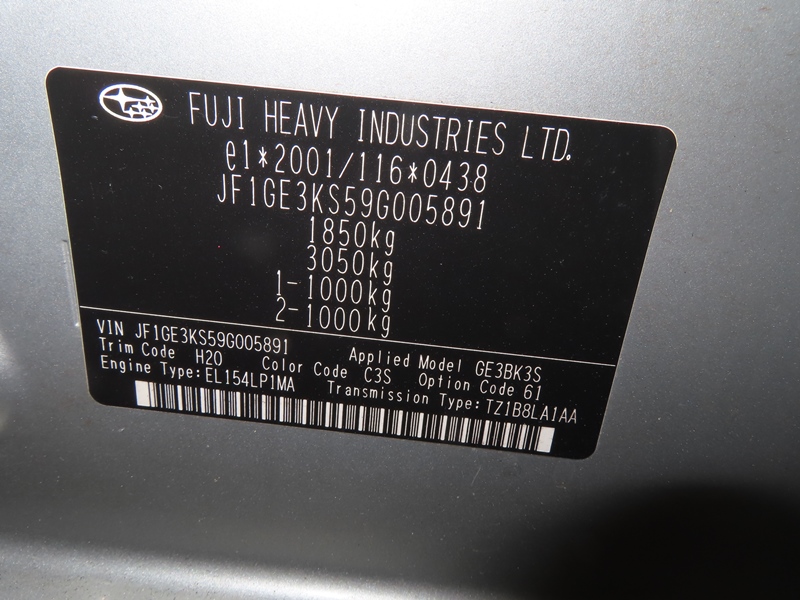 FUJI HEAVY INDUSTRIES LTD.
e1*2001/116*0438
JF1GE3KS59G005891
1850kg
3050kg
1-1000kg
2-1000kg
VIN JF1GE3KS59G005891 Applied Model GE3BK3S
Trim Code H20 Color Code C3S Option Code 61
Engine Type:EL154LP1MA Transmission Type:TZ1B8LA1AA